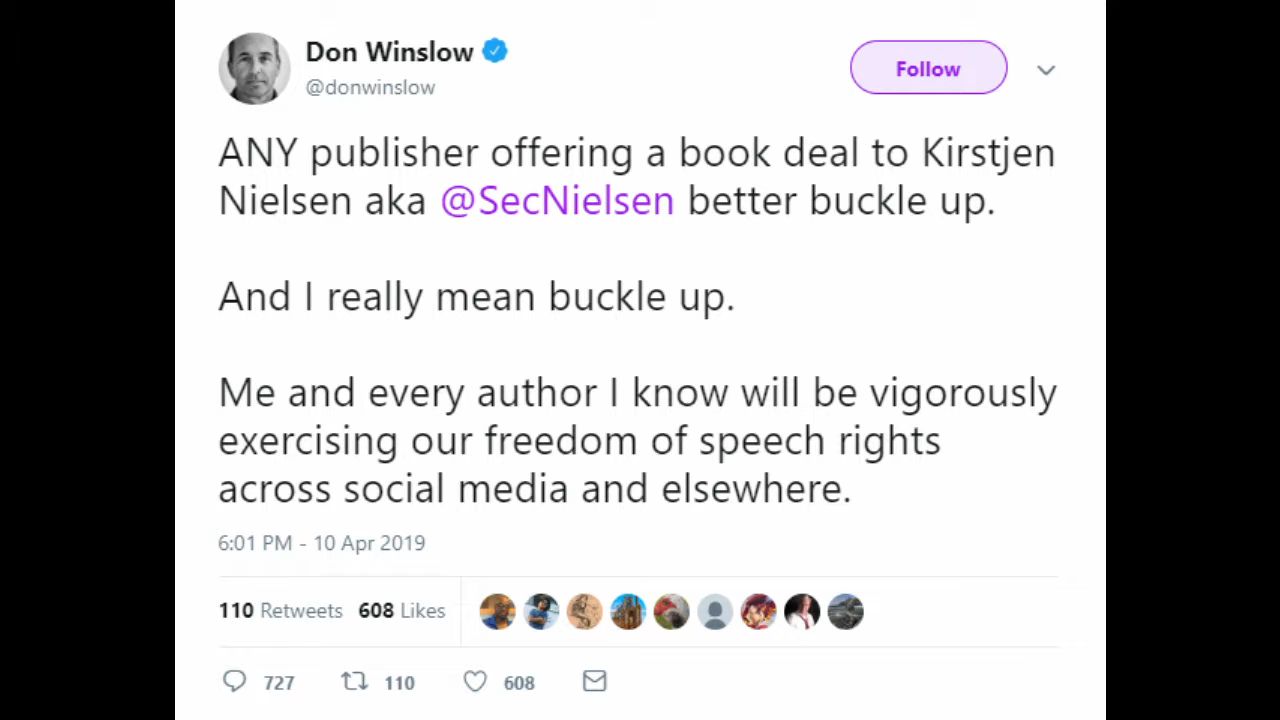 Don Winslow
@donwinslow
Follow
ANY publisher offering a book deal to Kirstjen
Nielsen aka @SecNielsen better buckle up.
And I really mean buckle up.
Me and every author I know will be vigorously
exercising our freedom of speech rights
across social media and elsewhere.
6:01 PM - 10 Apr 2019
110 Retweets 608 Likes
727 110 608